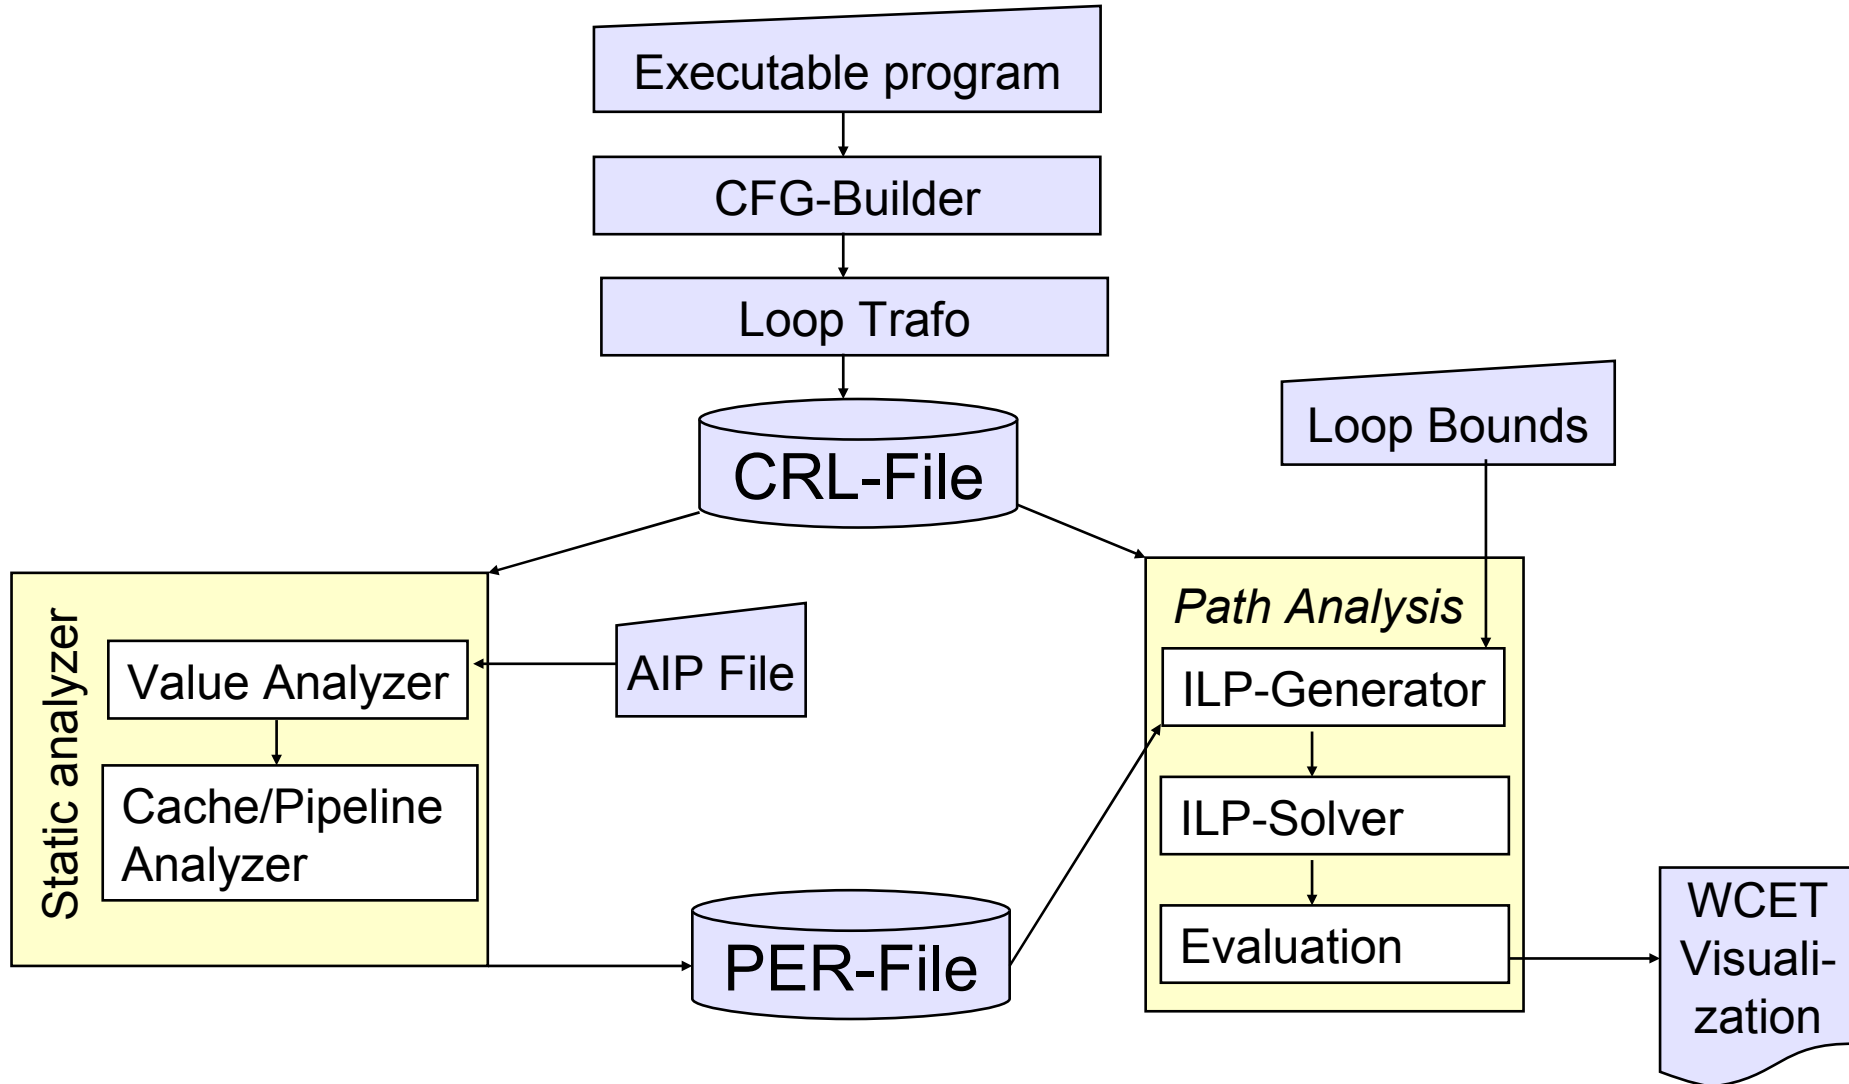 Executable program
CFG-Builder
Loop Trafo
CRL-File
Loop Bounds
Static analyzer
Value Analyzer
AIP File
Cache/Pipeline
Analyzer
PER-File
Path Analysis
ILP-Generator
ILP-Solver
Evaluation
WCET
Visuali-
zation